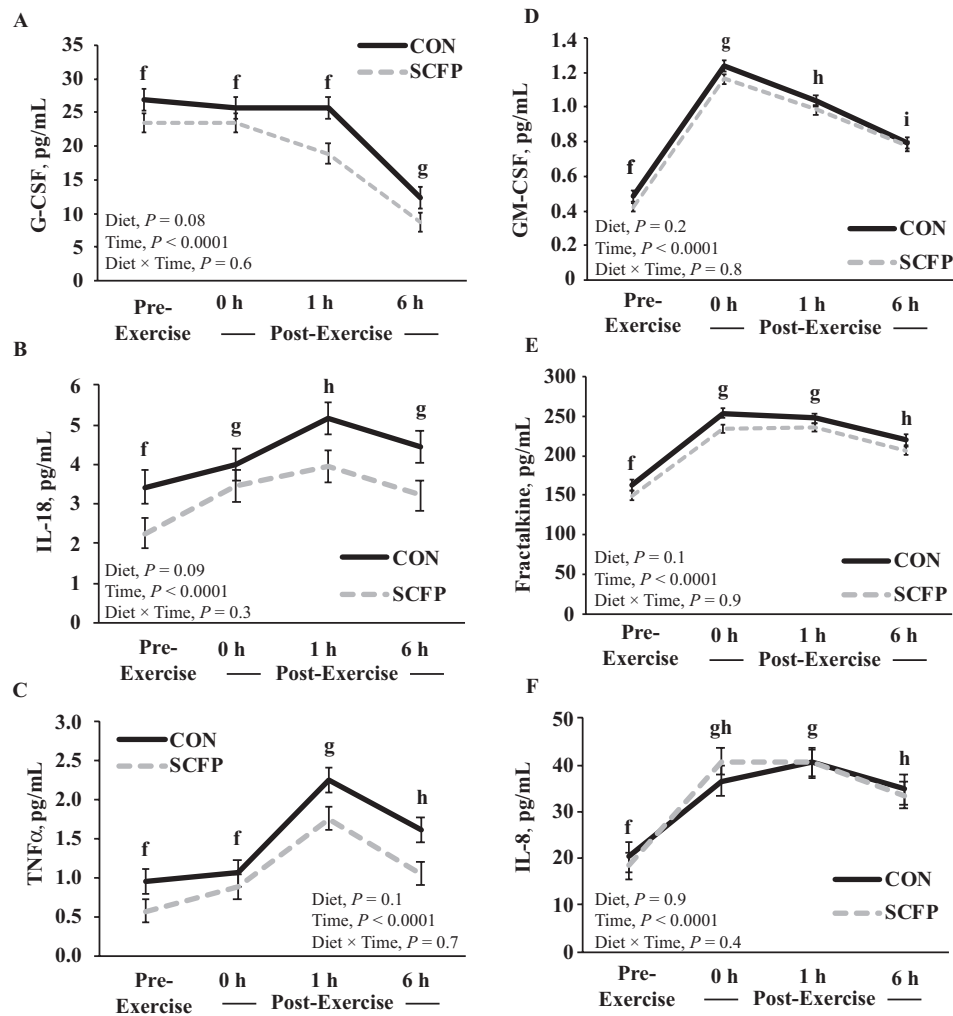 A
G-CSF, pg/mL
35
30
25
20
15
10
5
0
CON
SCFP
f
f
f
g
Diet, P = 0.08
Time, P < 0.0001
Diet × Time, P = 0.6
Pre-Exercise
0 h
1 h
6 h
Post-Exercise
B
IL-18, pg/mL
6
5
4
3
2
1
0
f
g
h
g
CON
SCFP
Diet, P = 0.09
Time, P < 0.0001
Diet × Time, P = 0.3
Pre-Exercise
0 h
1 h
6 h
Post-Exercise
C
TNFα, pg/mL
3.0
2.5
2.0
1.5
1.0
0.5
0.0
CON
SCFP
f
f
g
h
Diet, P = 0.1
Time, P < 0.0001
Diet × Time, P = 0.7
Pre-Exercise
0 h
1 h
6 h
Post-Exercise
D
GM-CSF, pg/mL
1.4
1.2
1.0
0.8
0.6
0.4
0.2
0
f
g
h
i
Diet, P = 0.2
Time, P < 0.0001
Diet × Time, P = 0.8
CON
SCFP
Pre-Exercise
0 h
1 h
6 h
Post-Exercise
E
Fractalkine, pg/mL
300
250
200
150
100
50
0
f
g
g
h
Diet, P = 0.1
Time, P < 0.0001
Diet × Time, P = 0.9
CON
SCFP
Pre-Exercise
0 h
1 h
6 h
Post-Exercise
F
IL-8, pg/mL
50
40
30
20
10
0
f
gh
g
h
Diet, P = 0.9
Time, P < 0.0001
Diet × Time, P = 0.4
CON
SCFP
Pre-Exercise
0 h
1 h
6 h
Post-Exercise